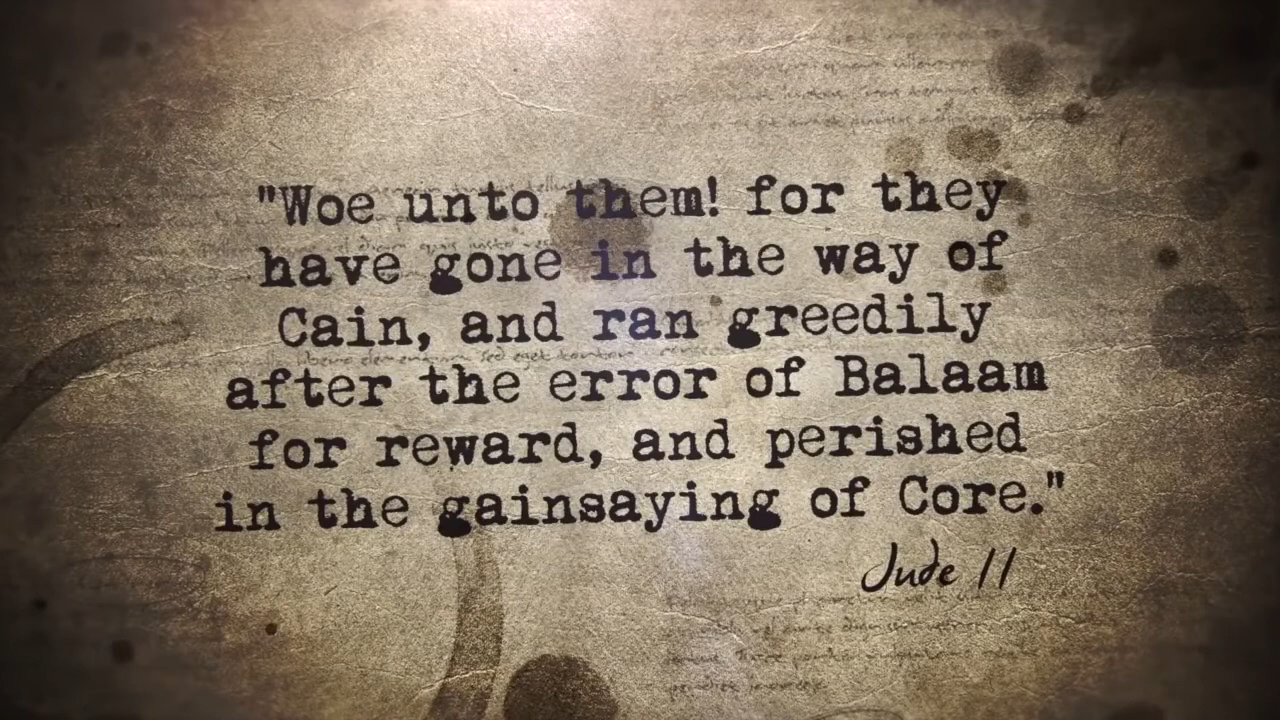 "Woe unto them! for they
have gone in the way of
Cain, and ran greedily
after the error of Balaam
for reward, and perished
in the gainsaying of Core."
Jude 11